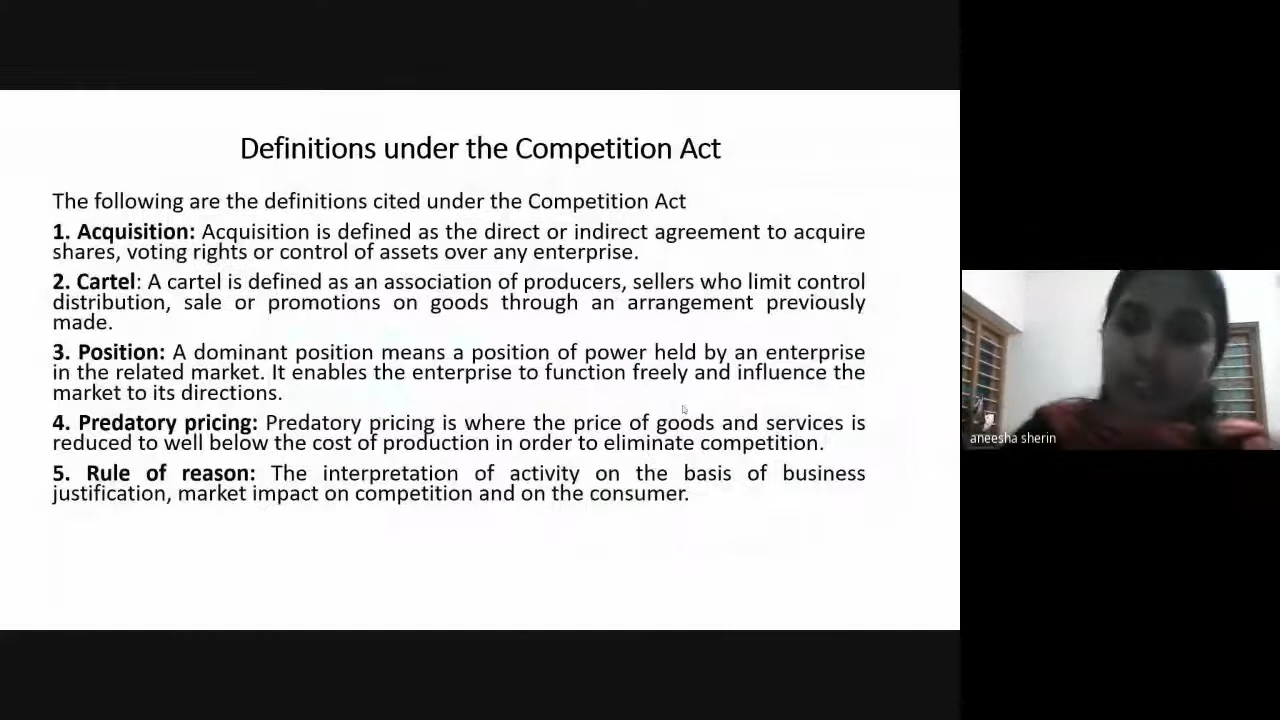 Definitions under the Competition Act
The following are the definitions cited under the Competition Act
1. Acquisition: Acquisition is defined as the direct or indirect agreement to acquire
shares, voting rights or control of assets over any enterprise.
2. Cartel: A cartel is defined as an association of producers, sellers who limit control
distribution, sale or promotions on goods through an arrangement previously
made.
3. Position: A dominant position means a position of power held by an enterprise
in the related market. It enables the enterprise to function freely and influence the
market to its directions.
4. Predatory pricing: Predatory pricing is where the price of goods and services is
reduced to well below the cost of production in order to eliminate competition.
5. Rule of reason: The interpretation of activity on the basis of business
justification, market impact on competition and on the consumer.
aneesha sherin